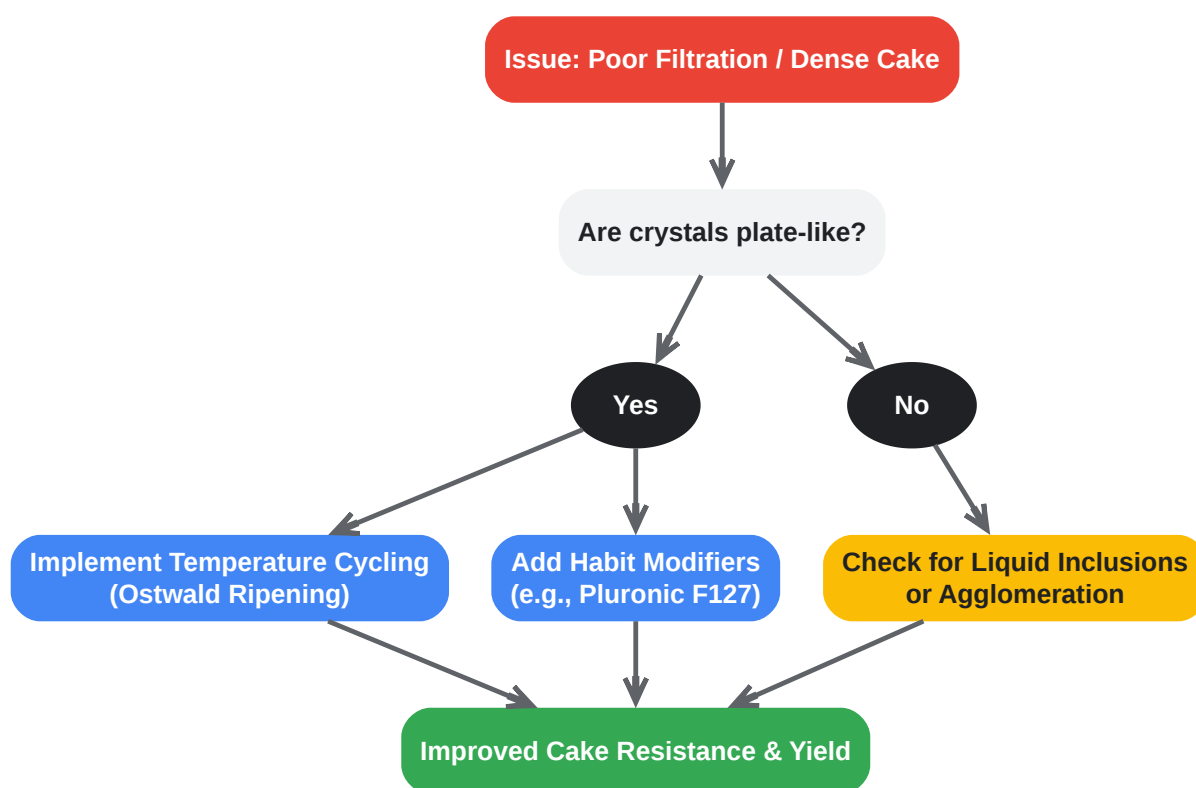 Issue: Poor Filtration / Dense Cake
Are crystals plate-like?
Yes
No
Implement Temperature Cycling
(Ostwald Ripening)
Add Habit Modifiers
(e.g., Pluronic F127)
Check for Liquid Inclusions
or Agglomeration
Improved Cake Resistance & Yield